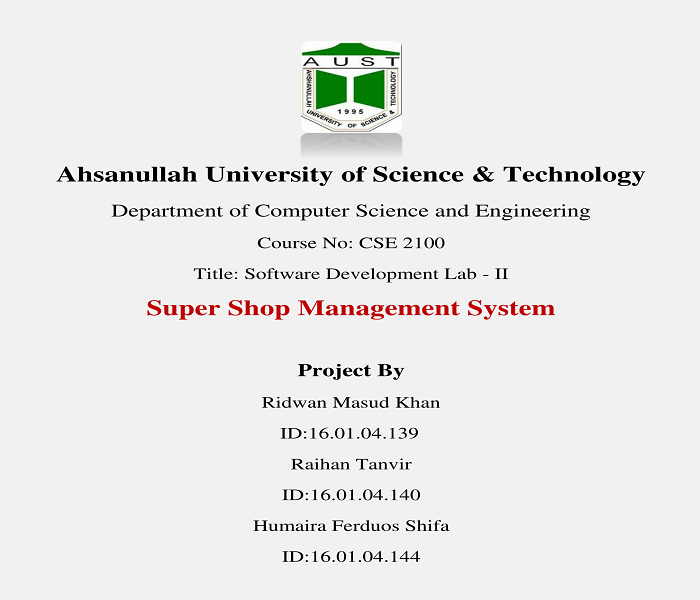 AUST
AHSHANULLAH UNIVERSITY OF SCIENCE & TECHNOLOGY
1995
Ahsanullah University of Science & Technology
Department of Computer Science and Engineering
Course No: CSE 2100
Title: Software Development Lab - II
Super Shop Management System
Project By
Ridwan Masud Khan
ID:16.01.04.139
Raihan Tanvir
ID:16.01.04.140
Humaira Ferduos Shifa
ID:16.01.04.144